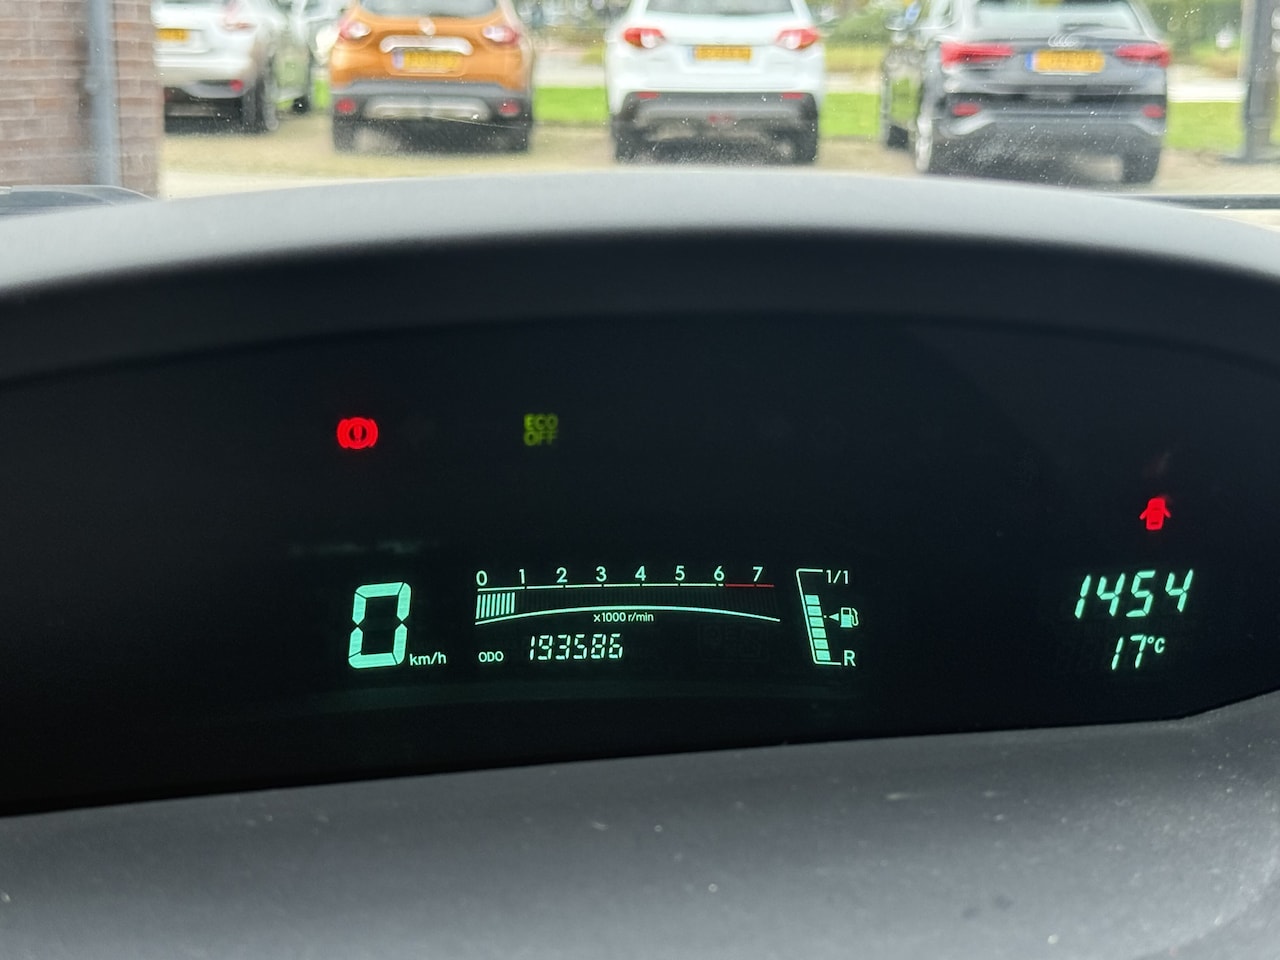 ECO
OFF
0 1 2 3 4 5 6 7
1/1
1454
x1000 r/min
0 km/h
ODO 193586
R
17°C